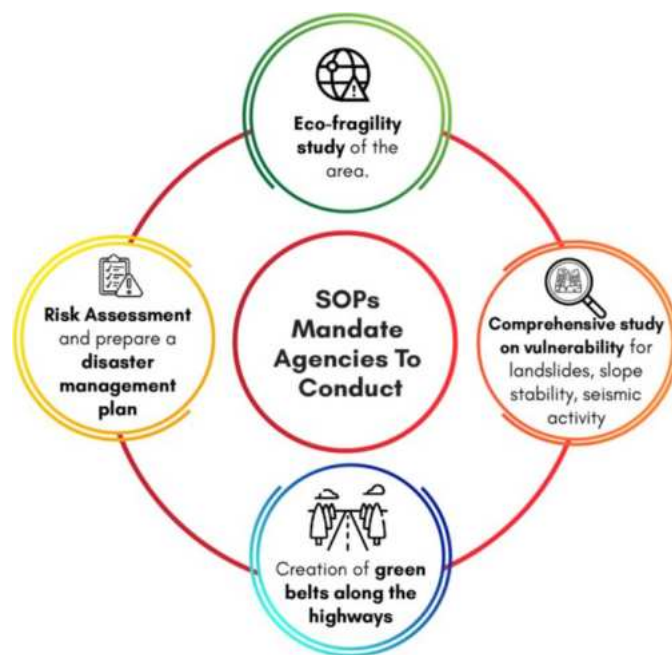 Eco-fragility
study of the
area.
Risk Assessment
and prepare a
disaster
management
plan
SOPs
Mandate
Agencies To
Conduct
Comprehensive study
on vulnerability for
landslides, slope
stability, seismic
activity
Creation of green
belts along the
highways